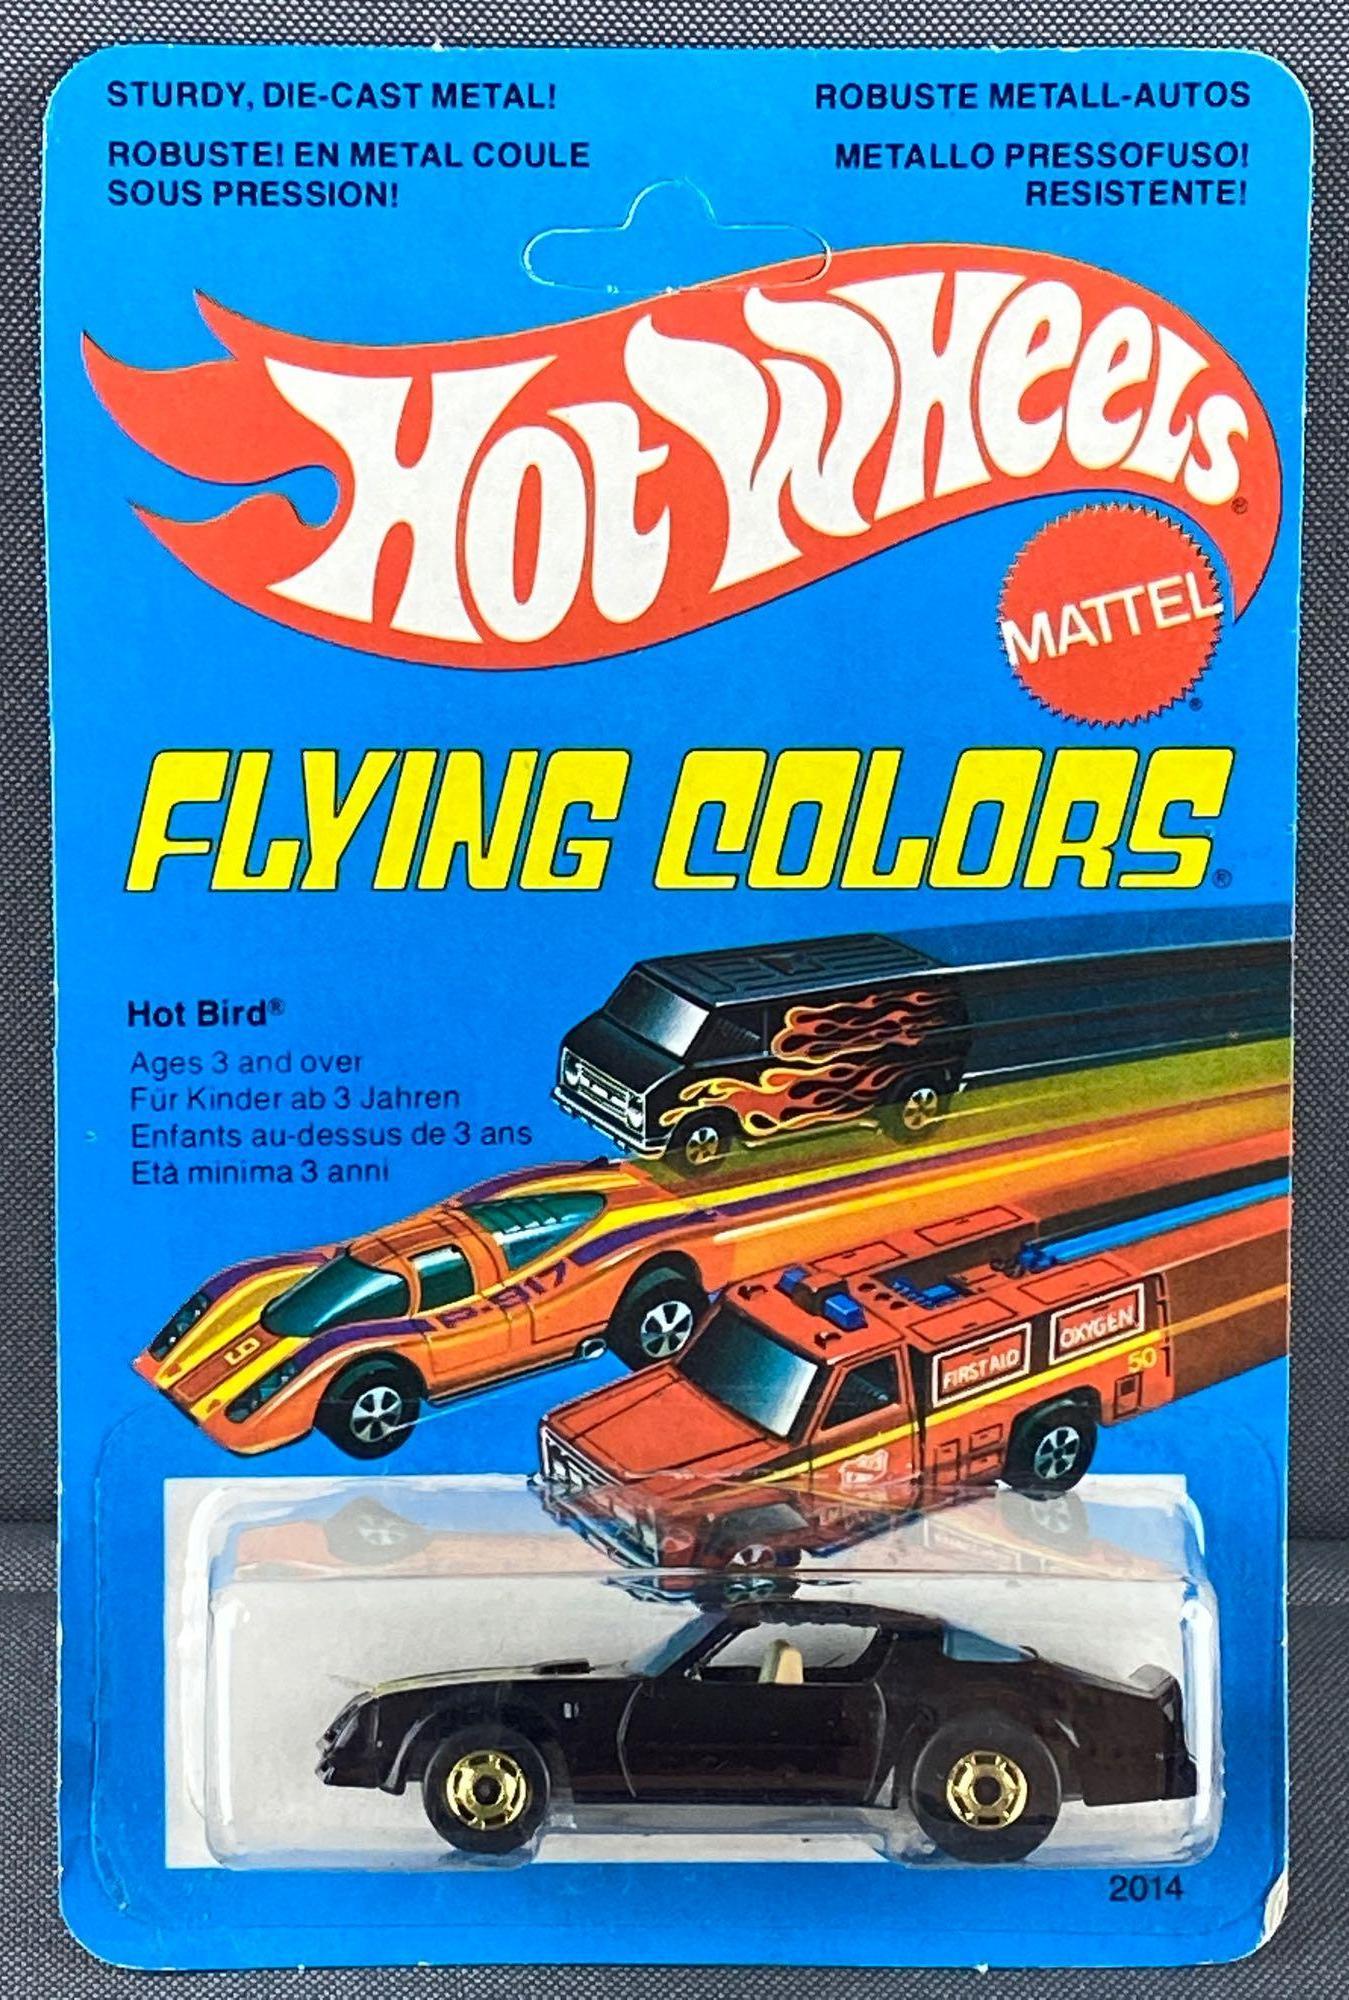 STURDY, DIE-CAST METAL!
ROBUSTE! EN METAL COULE
SOUS PRESSION!
ROBUSTE METALL-AUTOS
METALLO PRESSOFUSO!
RESISTENTE!
HOT WHEELS®
MATTEL®
FLYING COLORS®
Hot Bird®
Ages 3 and over
Für Kinder ab 3 Jahren
Enfants au-dessus de 3 ans
Età minima 3 anni
P-917
9
FIRST AID
OXYGEN
50
2014